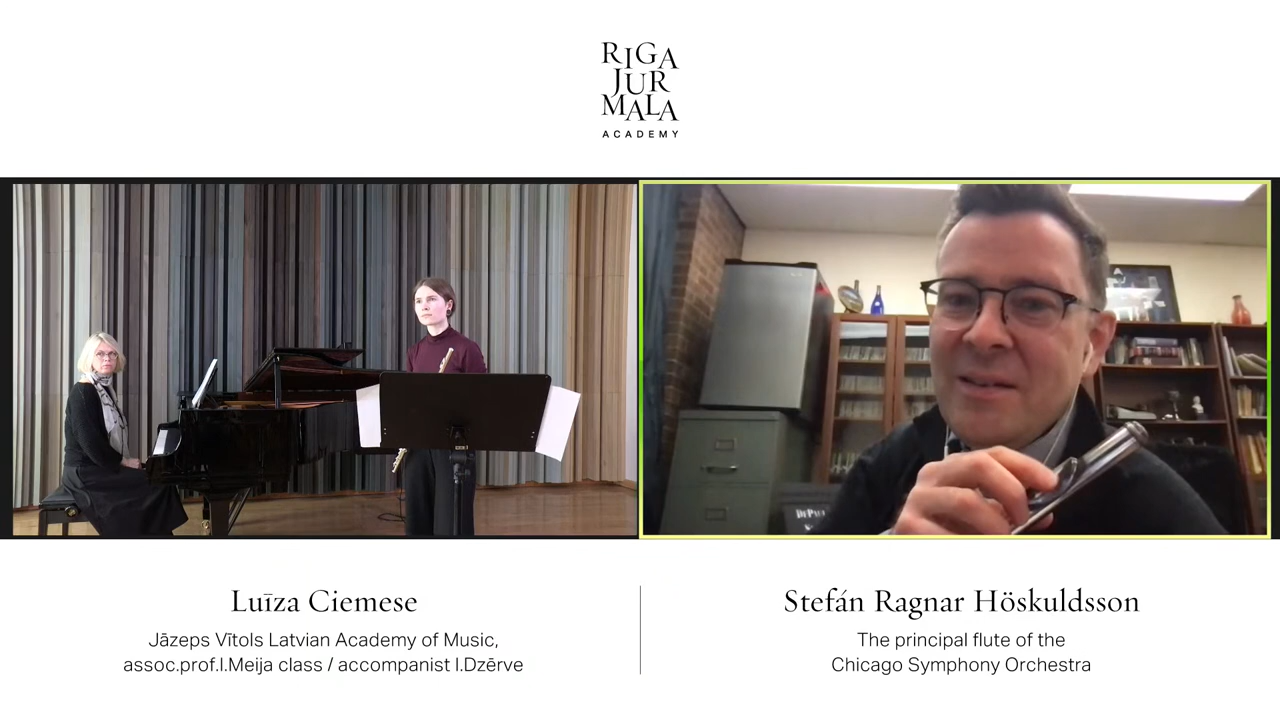 RIGA
JUR
MALA
ACADEMY
Luīza Ciemese
Jāzeps Vītols Latvian Academy of Music,
assoc.prof.I.Meija class / accompanist I.Dzērve
Stefán Ragnar Höskuldsson
The principal flute of the
Chicago Symphony Orchestra